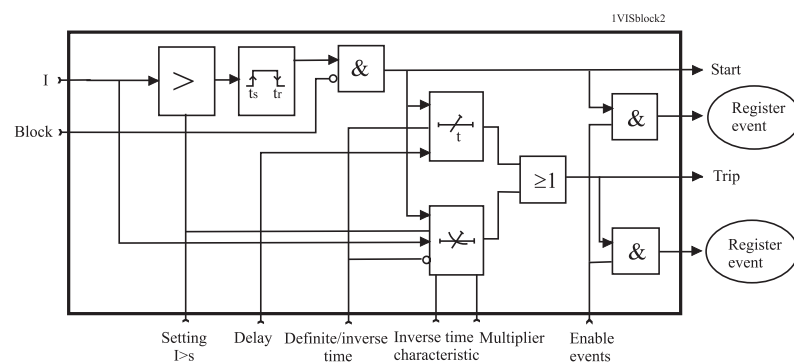 1VISblock2
I
>
ts tr
&
Start
Block
t
&
Register
event
≥1
Trip
&
Register
event
Setting
I>s
Delay
Definite/inverse
time
Inverse time
characteristic
Multiplier
Enable
events